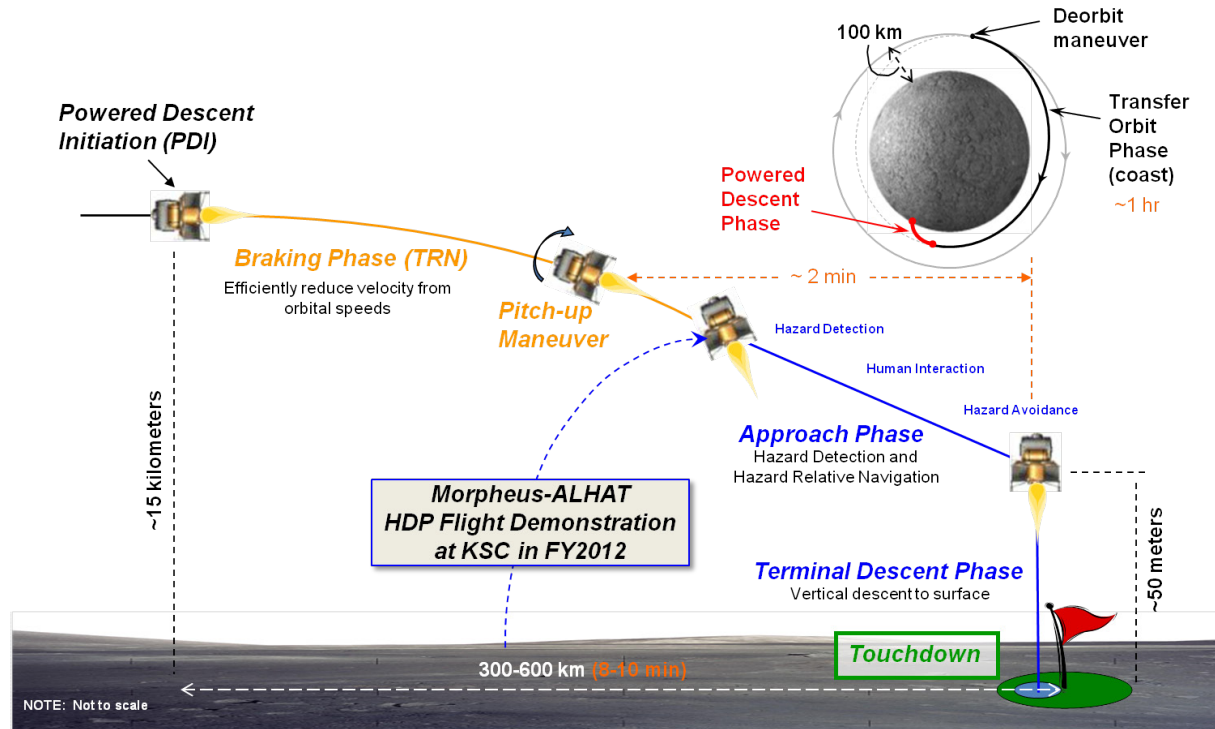 Deorbit
maneuver
100 km
Transfer
Orbit
Phase
(coast)
~1 hr
Powered Descent
Initiation (PDI)
Powered
Descent
Phase
Braking Phase (TRN)
Efficiently reduce velocity from
orbital speeds
~ 2 min
Pitch-up
Maneuver
Hazard Detection
Human Interaction
Hazard Avoidance
Approach Phase
Hazard Detection and
Hazard Relative Navigation
~15 kilometers
Morpheus-ALHAT
HDP Flight Demonstration
at KSC in FY2012
~50 meters
Terminal Descent Phase
Vertical descent to surface
Touchdown
300-600 km (8-10 min)
NOTE: Not to scale